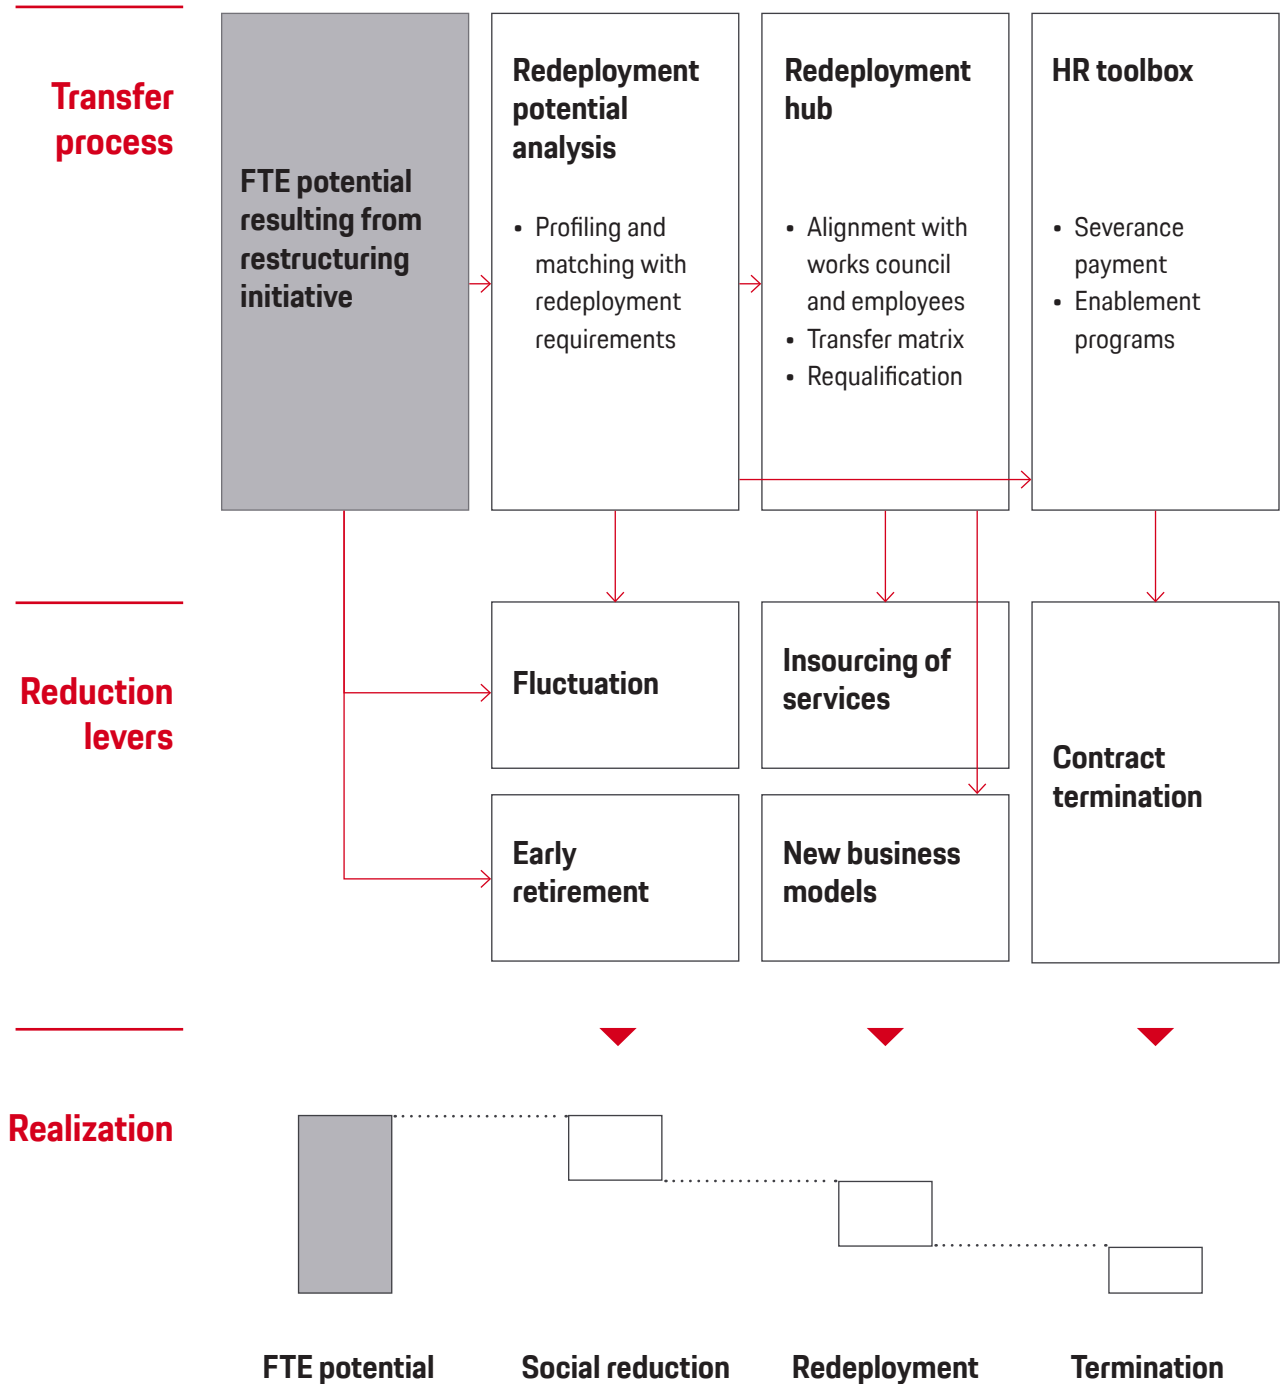 Transfer
process
FTE potential
resulting from
restructuring
initiative
Redeployment
potential
analysis
• Profiling and
matching with
redeployment
requirements
Redeployment
hub
• Alignment with
works council
and employees
• Transfer matrix
• Requalification
HR toolbox
• Severance
payment
• Enablement
programs
Reduction
levers
Fluctuation
Insourcing of
services
Contract
termination
Early
retirement
New business
models
Realization
FTE potential
Social reduction
Redeployment
Termination